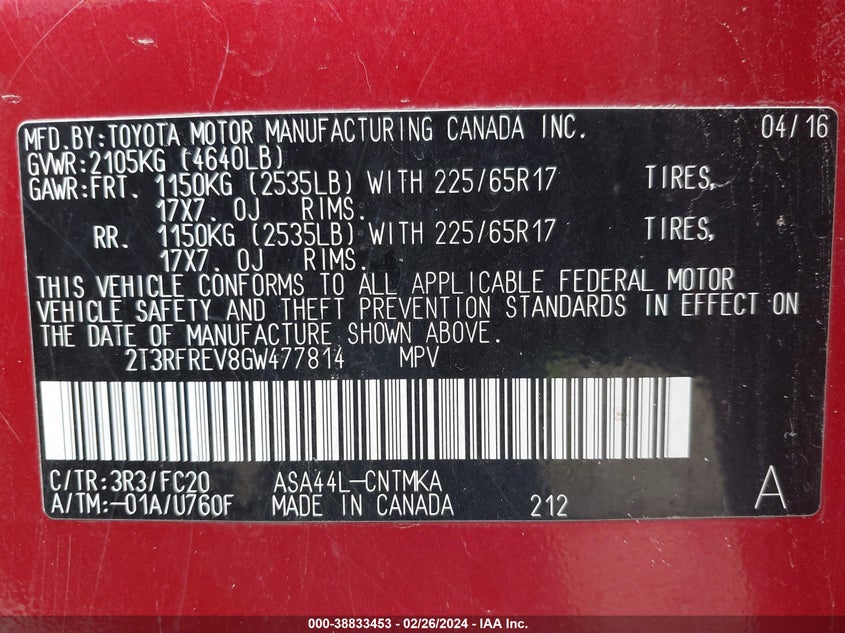 MFD.BY:TOYOTA MOTOR MANUFACTURING CANADA INC. 04/16
GVWR:2105KG (4640LB)
GAWR:FRT. 1150KG (2535LB) WITH 225/65R17 TIRES,
17X7. 0J RIMS.
RR. 1150KG (2535LB) WITH 225/65R17 TIRES,
17X7. 0J RIMS.
THIS VEHICLE CONFORMS TO ALL APPLICABLE FEDERAL MOTOR
VEHICLE SAFETY AND THEFT PREVENTION STANDARDS IN EFFECT ON
THE DATE OF MANUFACTURE SHOWN ABOVE.
2T3RFREV8GW477814 MPV
C/TR:3R3/FC20 ASA44L-CNTMKA
A/TM:-01A/U760F MADE IN CANADA 212 A
000-38833453 - 02/26/2024 - IAA Inc.